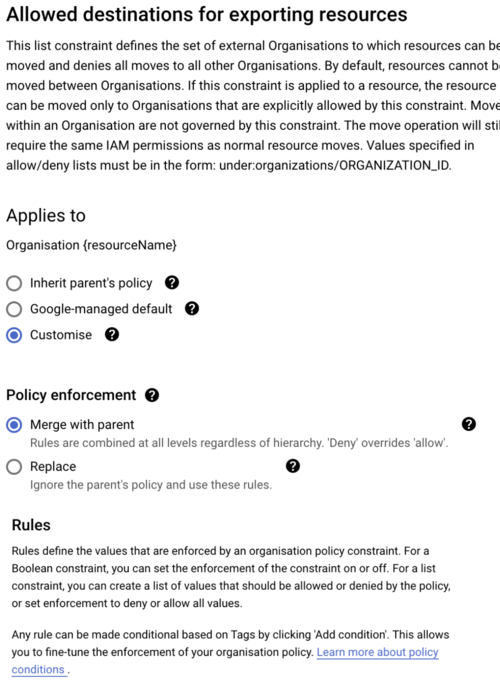 Allowed destinations for exporting resources
This list constraint defines the set of external Organisations to which resources can be
moved and denies all moves to all other Organisations. By default, resources cannot b
moved between Organisations. If this constraint is applied to a resource, the resource
can be moved only to Organisations that are explicitly allowed by this constraint. Move
within an Organisation are not governed by this constraint. The move operation will stil
require the same IAM permissions as normal resource moves. Values specified in
allow/deny lists must be in the form: under:organizations/ORGANIZATION_ID.
Applies to
Organisation {resourceName}
Inherit parent's policy ?
Google-managed default ?
Customise ?
Policy enforcement ?
Merge with parent ?
Rules are combined at all levels regardless of hierarchy. 'Deny' overrides 'allow'.
Replace ?
Ignore the parent's policy and use these rules.
Rules
Rules define the values that are enforced by an organisation policy constraint. For a
Boolean constraint, you can set the enforcement of the constraint on or off. For a list
constraint, you can create a list of values that should be allowed or denied by the policy,
or set enforcement to deny or allow all values.
Any rule can be made conditional based on Tags by clicking 'Add condition'. This allows
you to fine-tune the enforcement of your organisation policy. Learn more about policy
conditions .